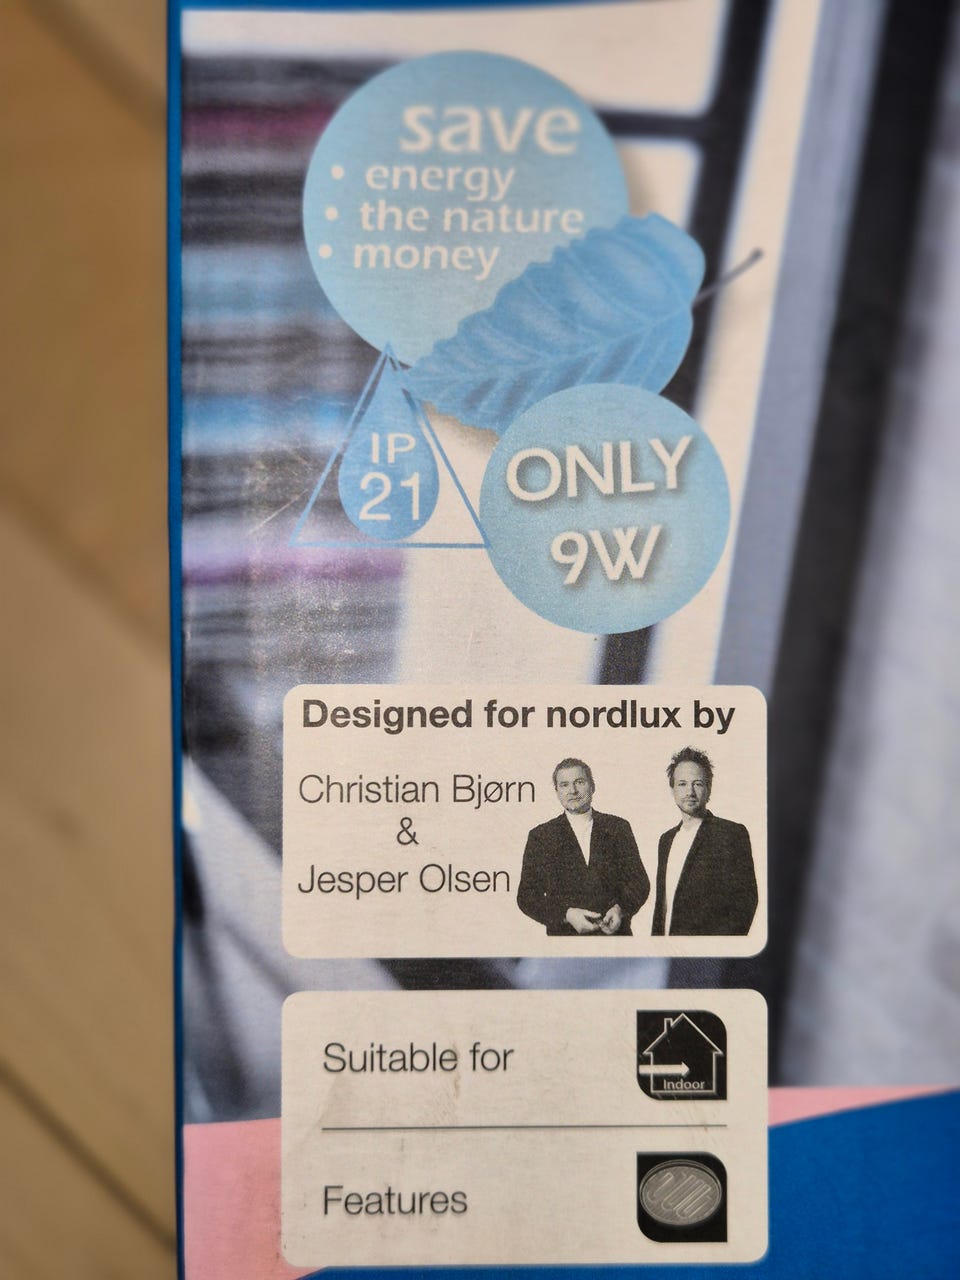 save
• energy
• the nature
• money
IP
21
ONLY
9W
Designed for nordlux by
Christian Bjørn
&
Jesper Olsen
Suitable for
Indoor
Features